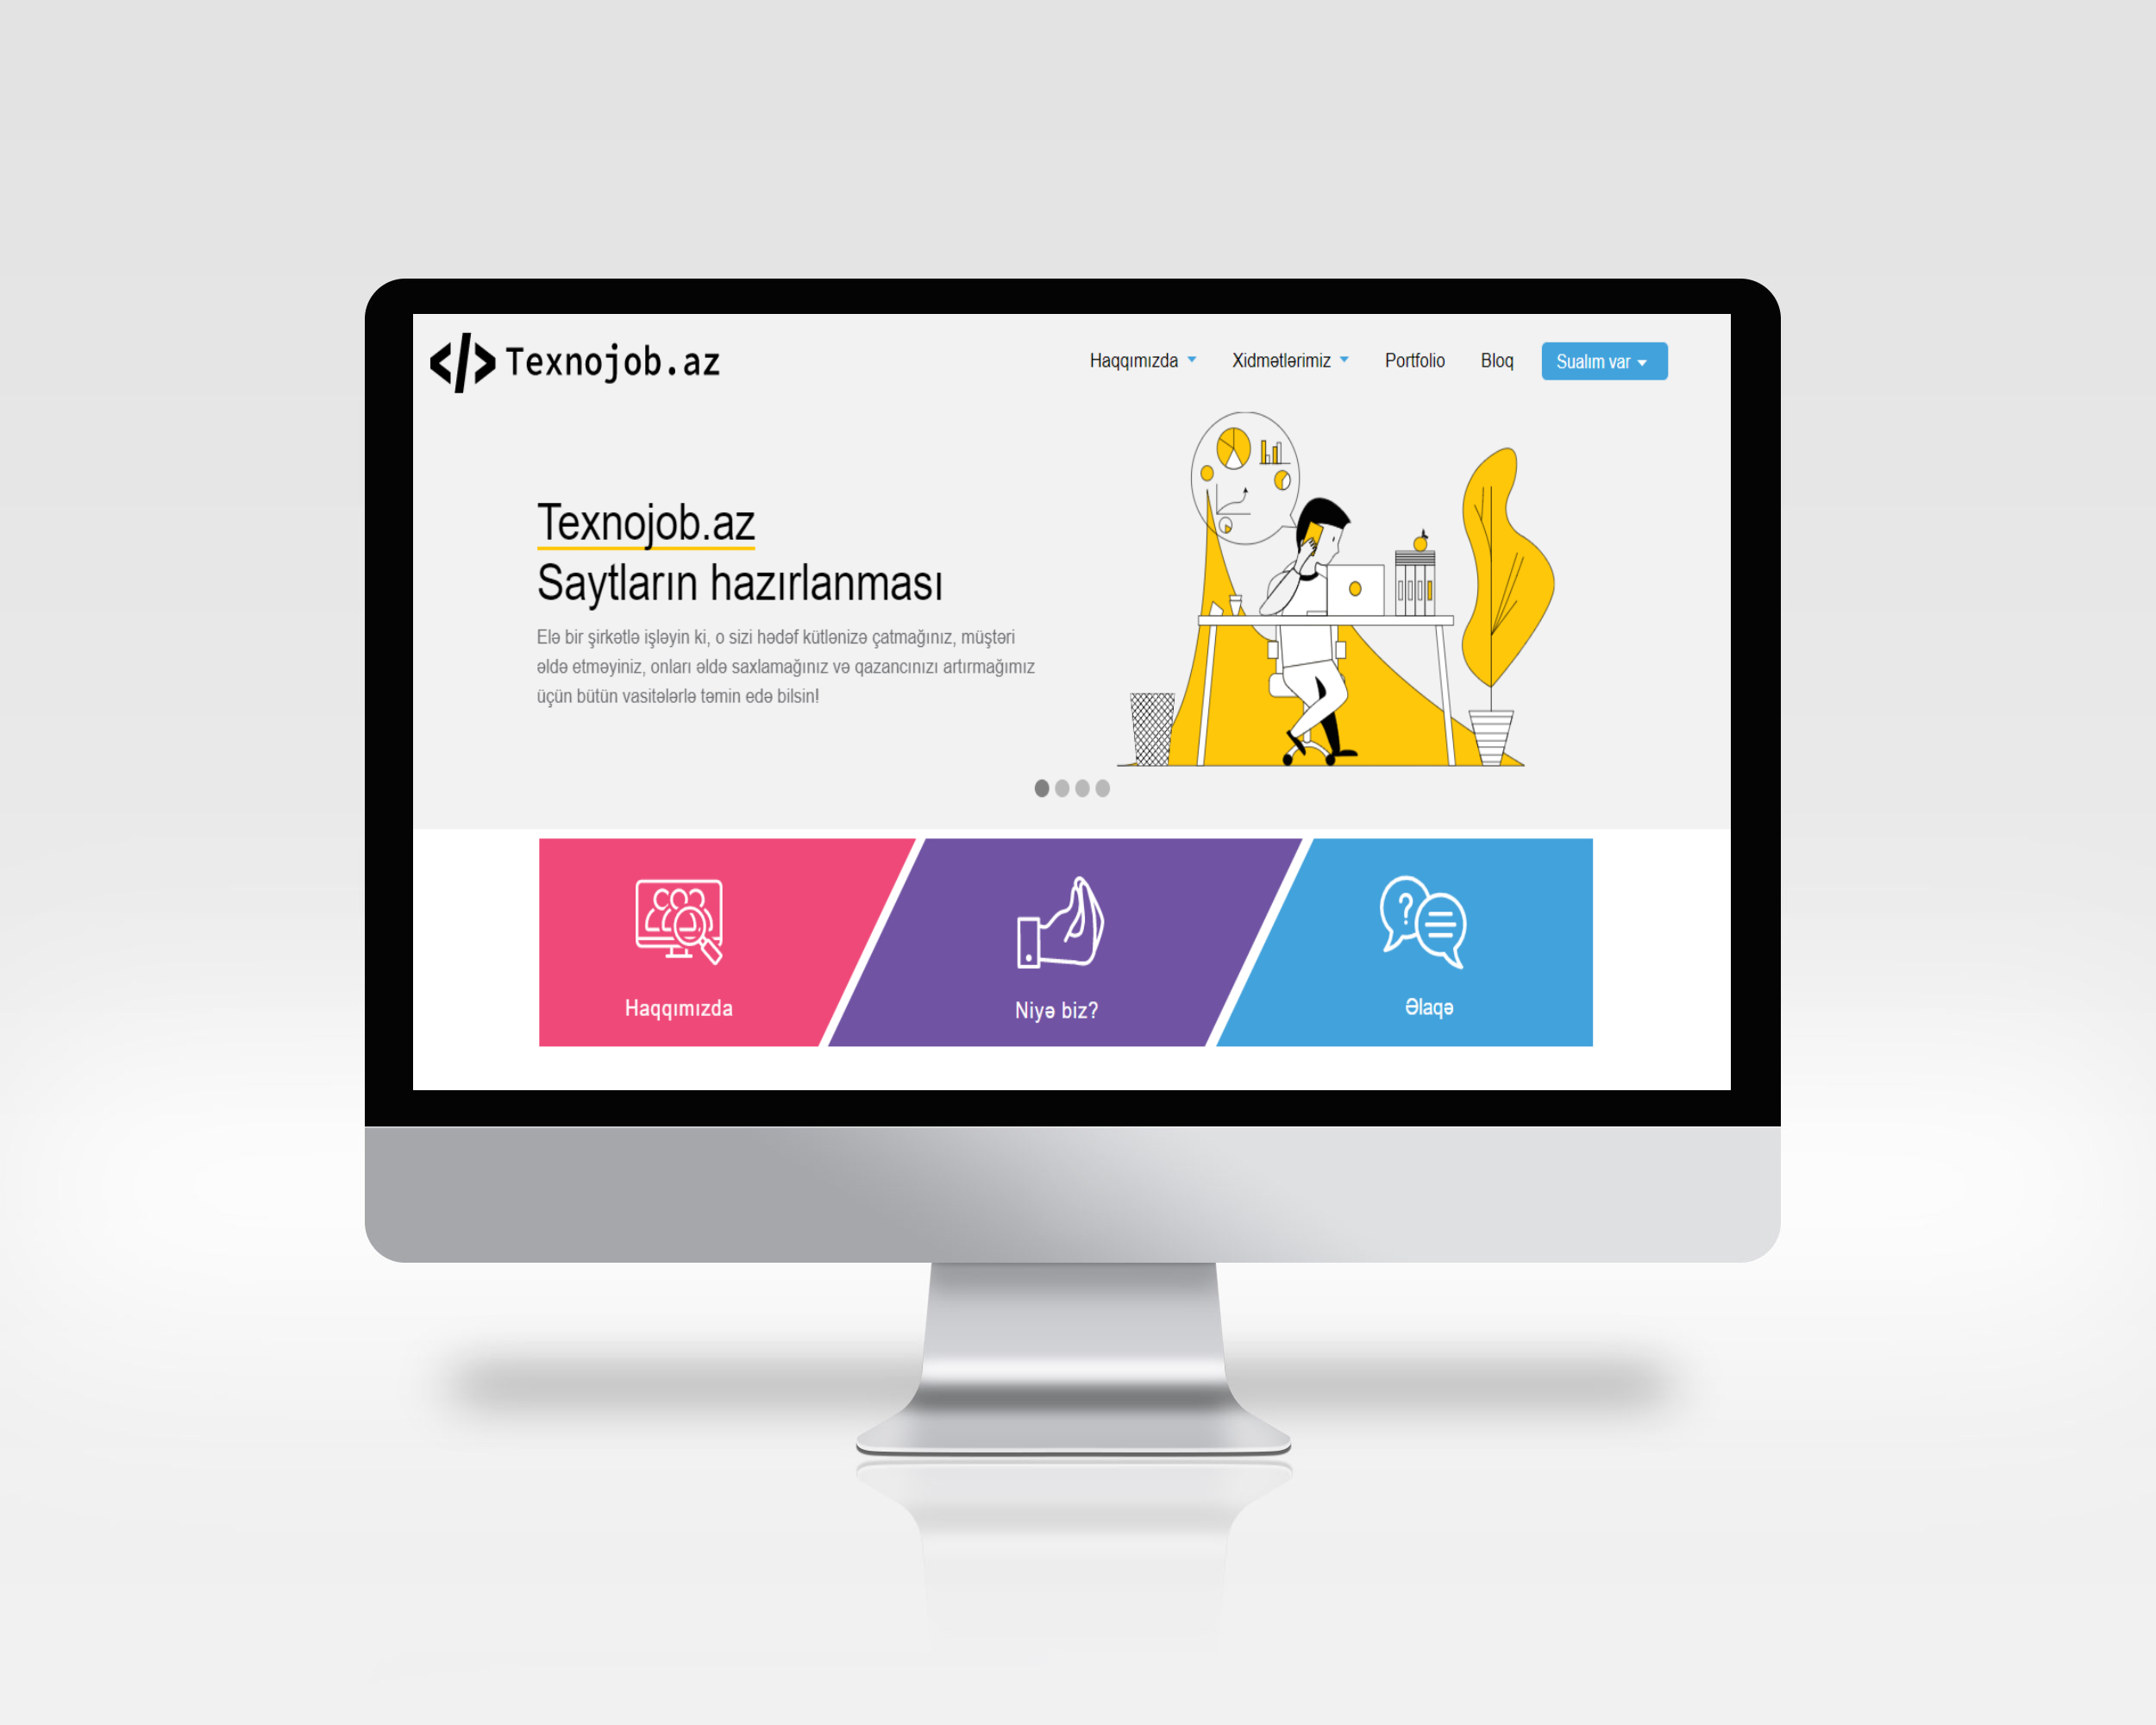 </> Texnojob.az
Haqqımızda
Xidmətlərimiz
Portfolio
Bloq
Sualım var
Texnojob.az
Saytların hazırlanması
Elə bir şirkətlə işləyin ki, o sizi hədəf kütlənizə çatmağınız, müştəri
əldə etməyiniz, onları əldə saxlamağınız və qazancınızı artırmağımız
üçün bütün vasitələrlə təmin edə bilsin!
?
Haqqımızda
Niyə biz?
Əlaqə